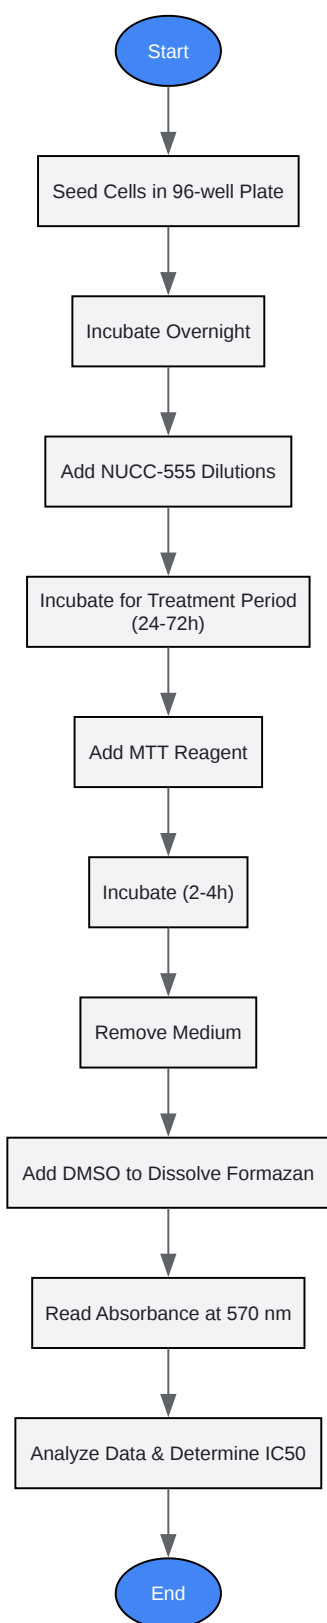 Start
Seed Cells in 96-well Plate
Incubate Overnight
Add NUCC-555 Dilutions
Incubate for Treatment Period
(24-72h)
Add MTT Reagent
Incubate (2-4h)
Remove Medium
Add DMSO to Dissolve Formazan
Read Absorbance at 570 nm
Analyze Data & Determine IC50
End